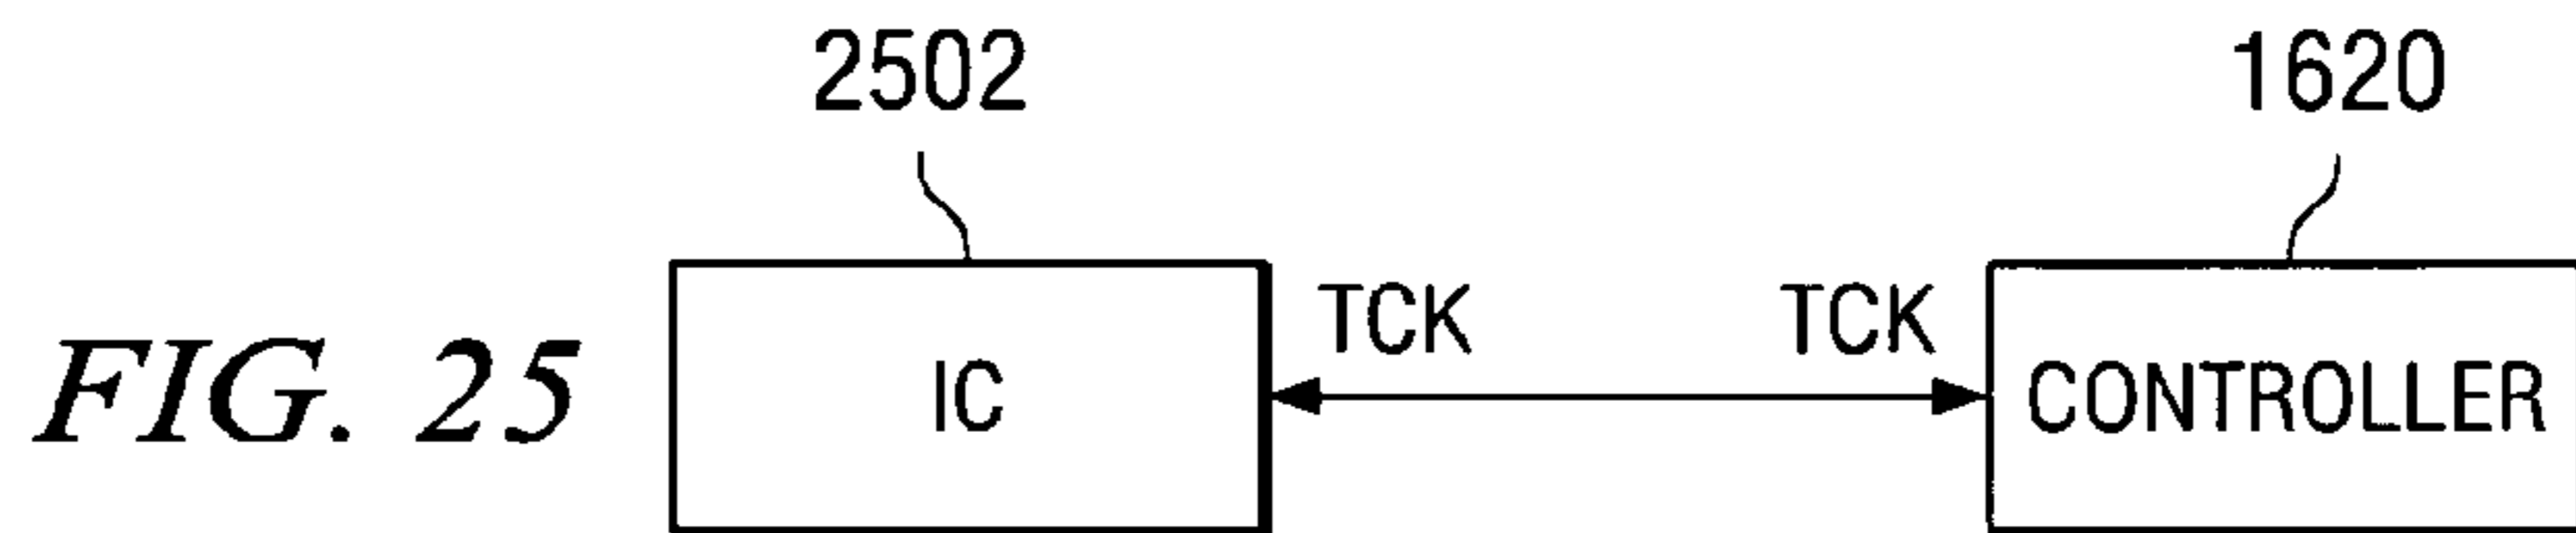 2502
1620
TCK
TCK
FIG. 25
IC
CONTROLLER